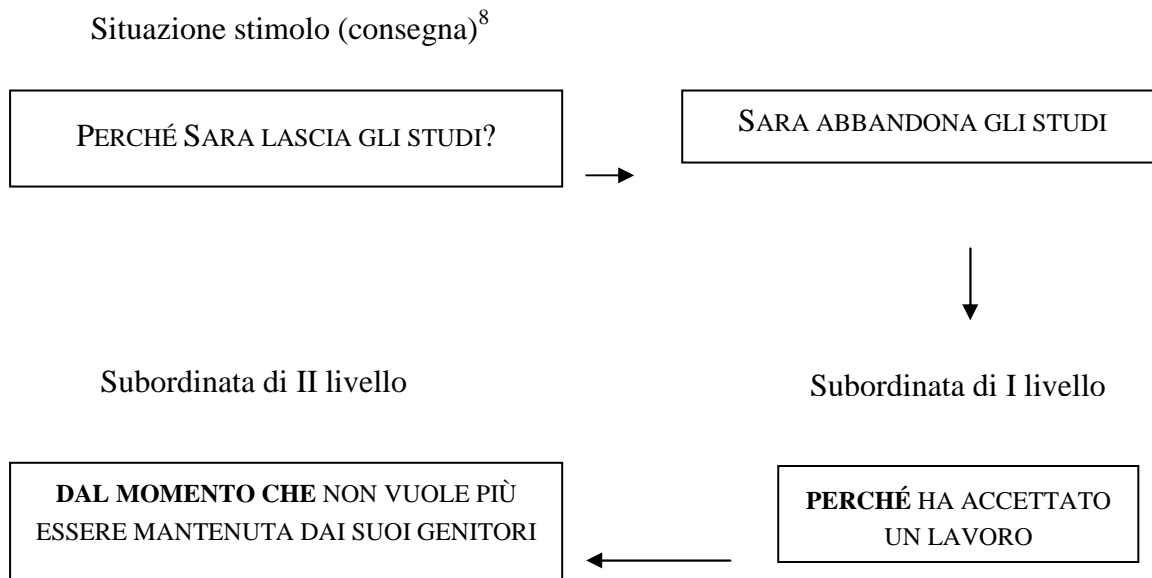 Situazione stimolo (consegna)8
PERCHÉ SARA LASCIA GLI STUDI?
SARA ABBANDONA GLI STUDI
Subordinata di II livello
Subordinata di I livello
DAL MOMENTO CHE NON VUOLE PIÙ
ESSERE MANTENUTA DAI SUOI GENITORI
PERCHÉ HA ACCETTATO
UN LAVORO